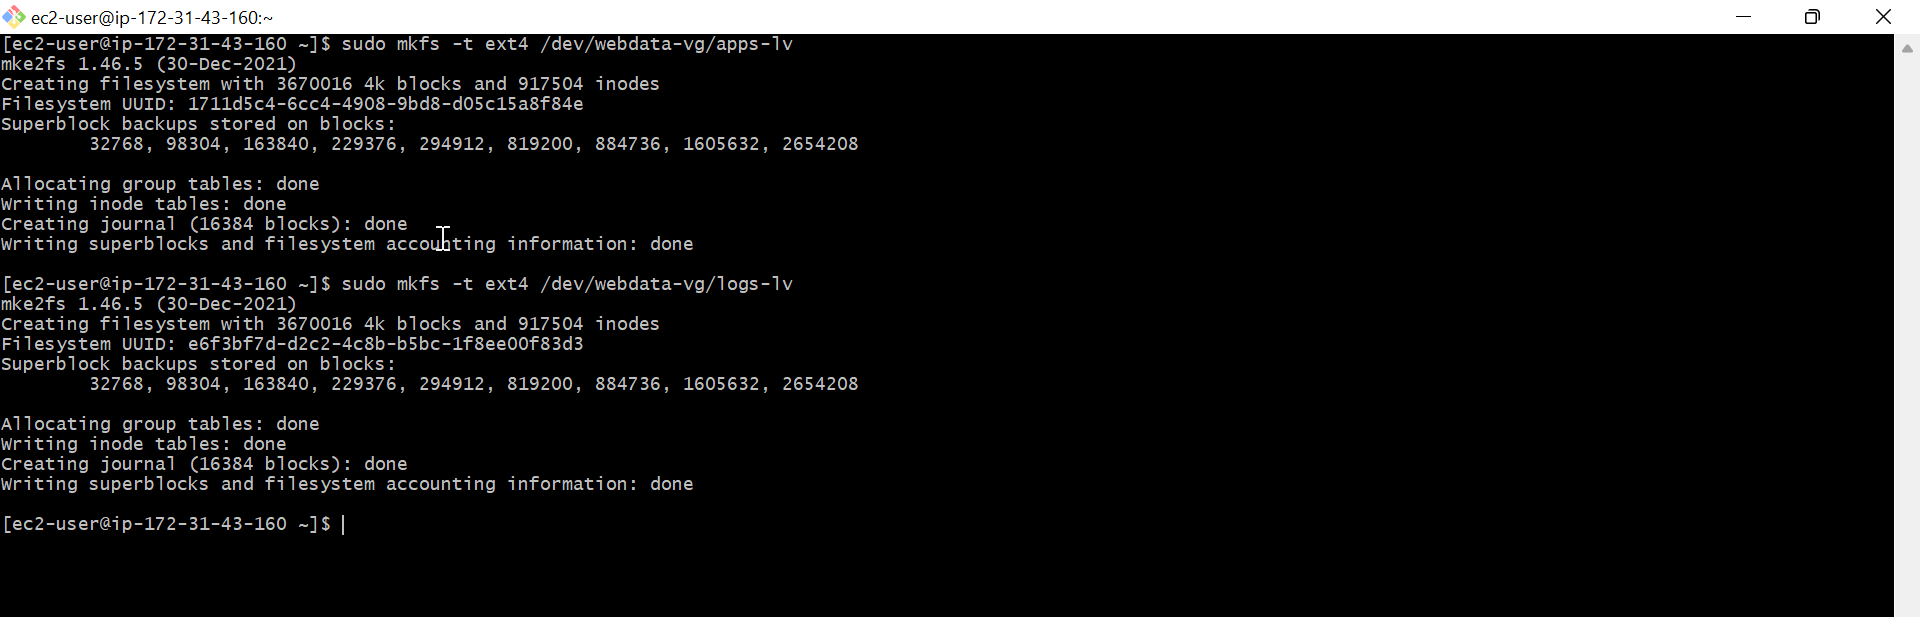 ec2-user@ip-172-31-43-160:~
[ec2-user@ip-172-31-43-160 ~]$ sudo mkfs -t ext4 /dev/webdata-vg/apps-lv
mke2fs 1.46.5 (30-Dec-2021)
Creating filesystem with 3670016 4k blocks and 917504 inodes
Filesystem UUID: 1711d5c4-6cc4-4908-9bd8-d05c15a8f84e
Superblock backups stored on blocks:
        32768, 98304, 163840, 229376, 294912, 819200, 884736, 1605632, 2654208
Allocating group tables: done
Writing inode tables: done
Creating journal (16384 blocks): done
Writing superblocks and filesystem accounting information: done
[ec2-user@ip-172-31-43-160 ~]$ sudo mkfs -t ext4 /dev/webdata-vg/logs-lv
mke2fs 1.46.5 (30-Dec-2021)
Creating filesystem with 3670016 4k blocks and 917504 inodes
Filesystem UUID: e6f3bf7d-d2c2-4c8b-b5bc-1f8ee00f83d3
Superblock backups stored on blocks:
        32768, 98304, 163840, 229376, 294912, 819200, 884736, 1605632, 2654208
Allocating group tables: done
Writing inode tables: done
Creating journal (16384 blocks): done
Writing superblocks and filesystem accounting information: done
[ec2-user@ip-172-31-43-160 ~]$